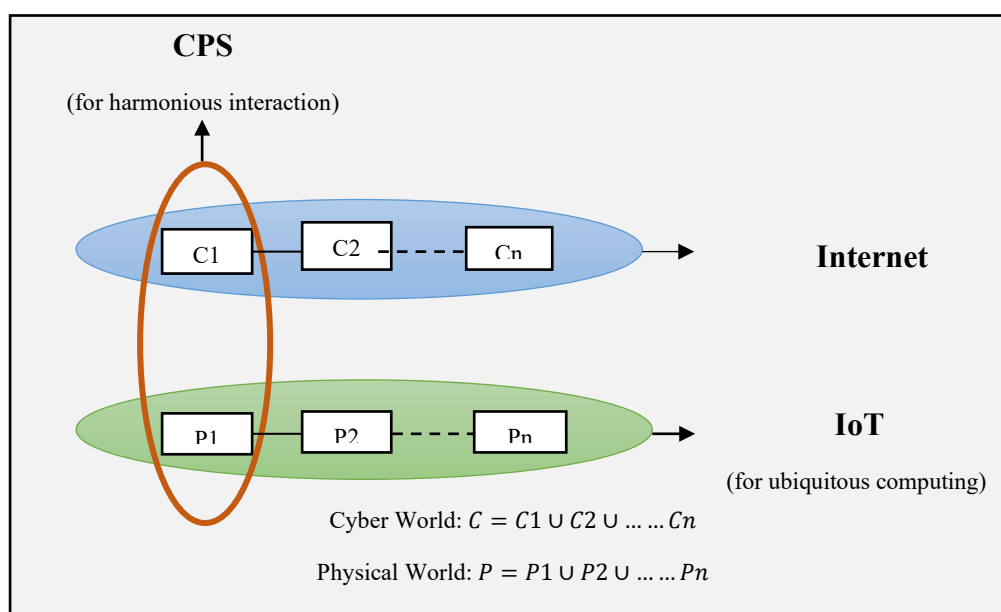 CPS
(for harmonious interaction)
C1
C2
Cn
Internet
P1
P2
Pn
IoT
(for ubiquitous computing)
Cyber World: 𝐶 = 𝐶1 ∪ 𝐶2 ∪ … … 𝐶𝑛
Physical World: 𝑃 = 𝑃1 ∪ 𝑃2 ∪ … … 𝑃𝑛